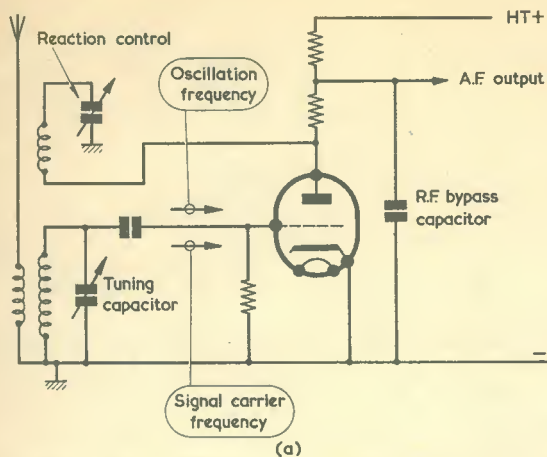 HT+
Reaction control
Oscillation
frequency
A.F. output
R.F. bypass
capacitor
Tuning
capacitor
Signal carrier
frequency
−
(a)